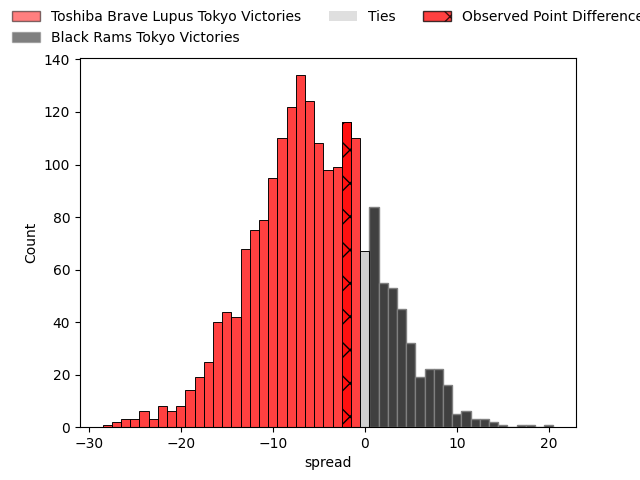 Toshiba Brave Lupus Tokyo Victories
Ties
Observed Point Difference
Black Rams Tokyo Victories
140
120
100
80
60
40
20
0
Count
−30
−20
−10
0
10
20
spread